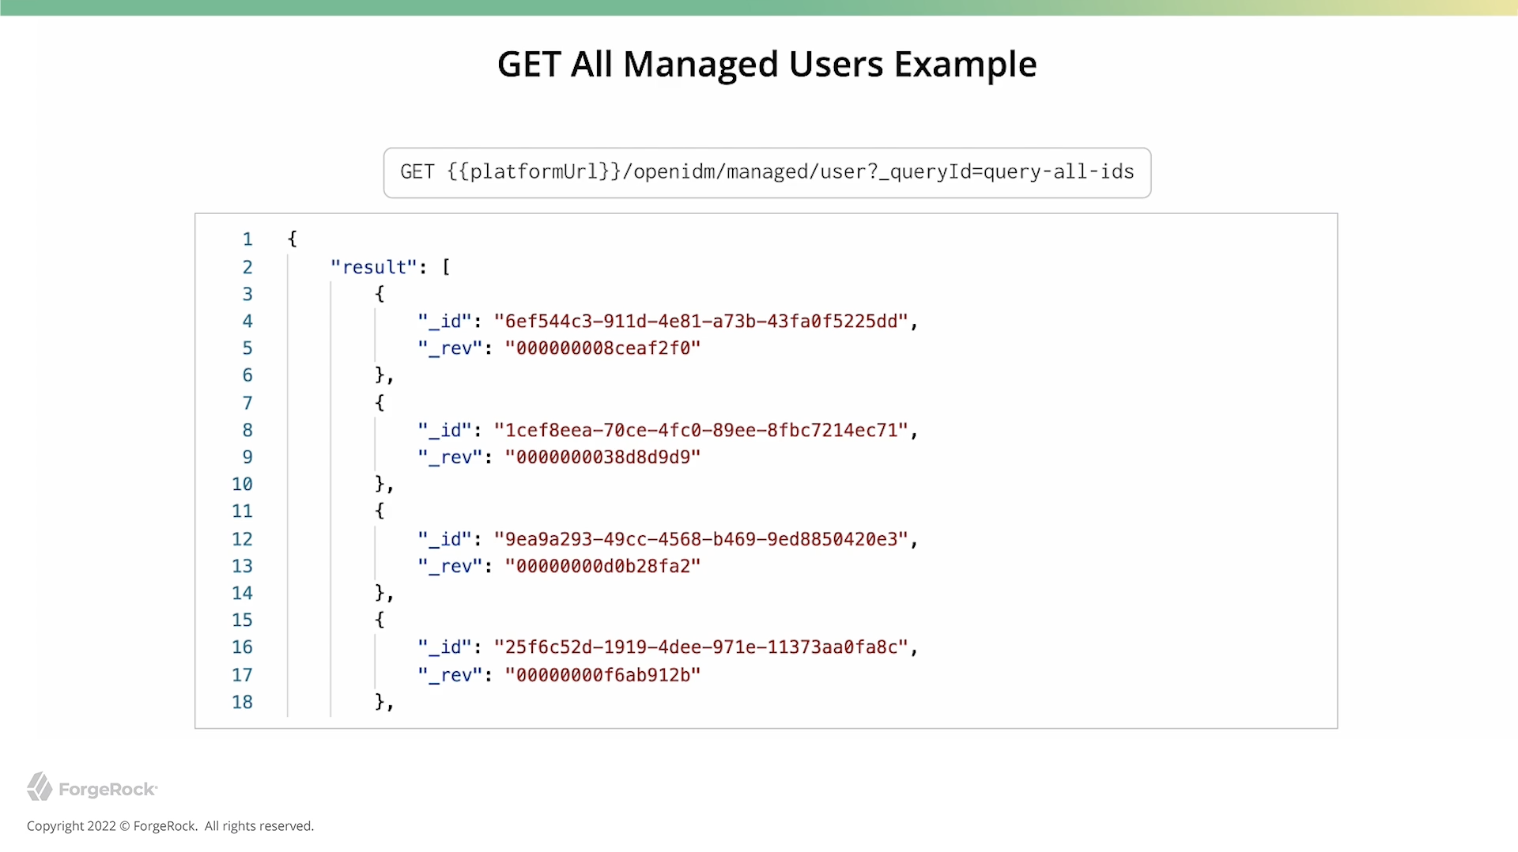 GET All Managed Users Example
GET {{platformUrl}}/openidm/managed/user?_queryId=query-all-ids
1 {
2 "result": [
3 {
4 "_id": "6ef544c3-911d-4e81-a73b-43fa0f5225dd",
5 "_rev": "000000008ceaf2f0"
6 },
7 {
8 "_id": "1cef8eea-70ce-4fc0-89ee-8fbc7214ec71",
9 "_rev": "0000000038d8d9d9"
10 },
11 {
12 "_id": "9ea9a293-49cc-4568-b469-9ed8850420e3",
13 "_rev": "00000000d0b28fa2"
14 },
15 {
16 "_id": "25f6c52d-1919-4dee-971e-11373aa0fa8c",
17 "_rev": "00000000f6ab912b"
18 },
ForgeRock
Copyright 2022 © ForgeRock. All rights reserved.